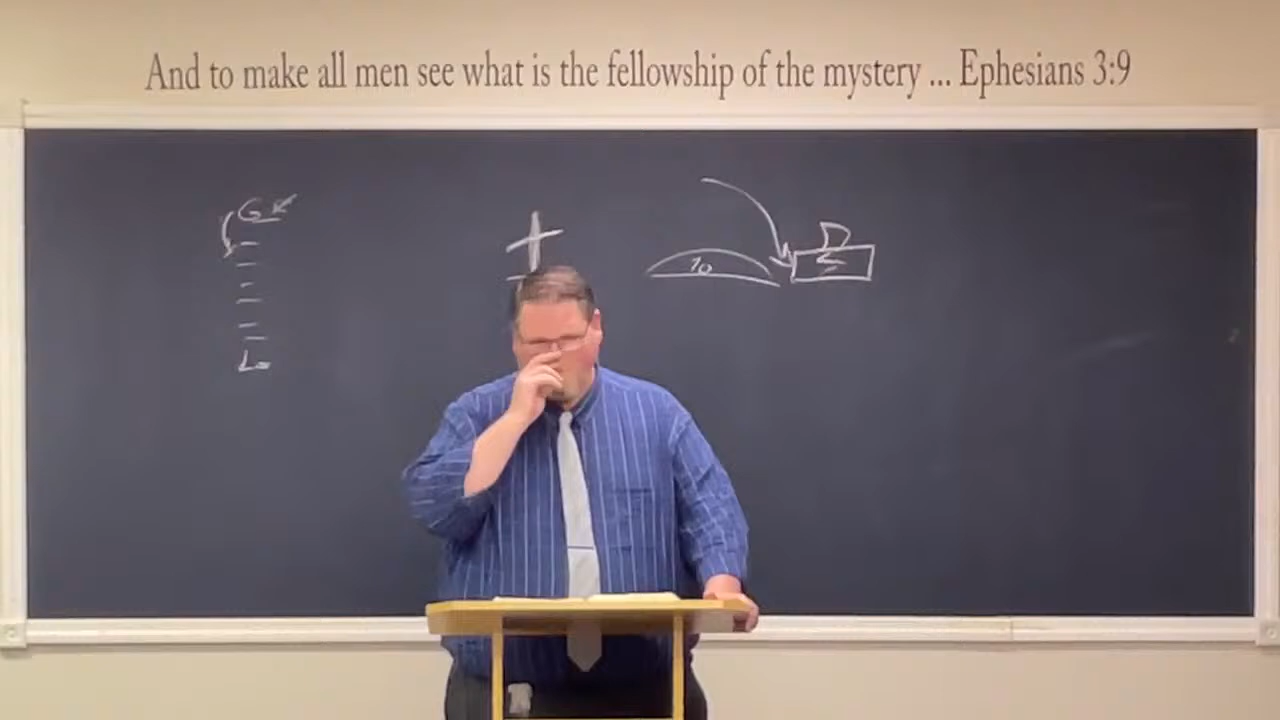 And to make all men see what is the fellowship of the mystery ... Ephesians 3:9
G